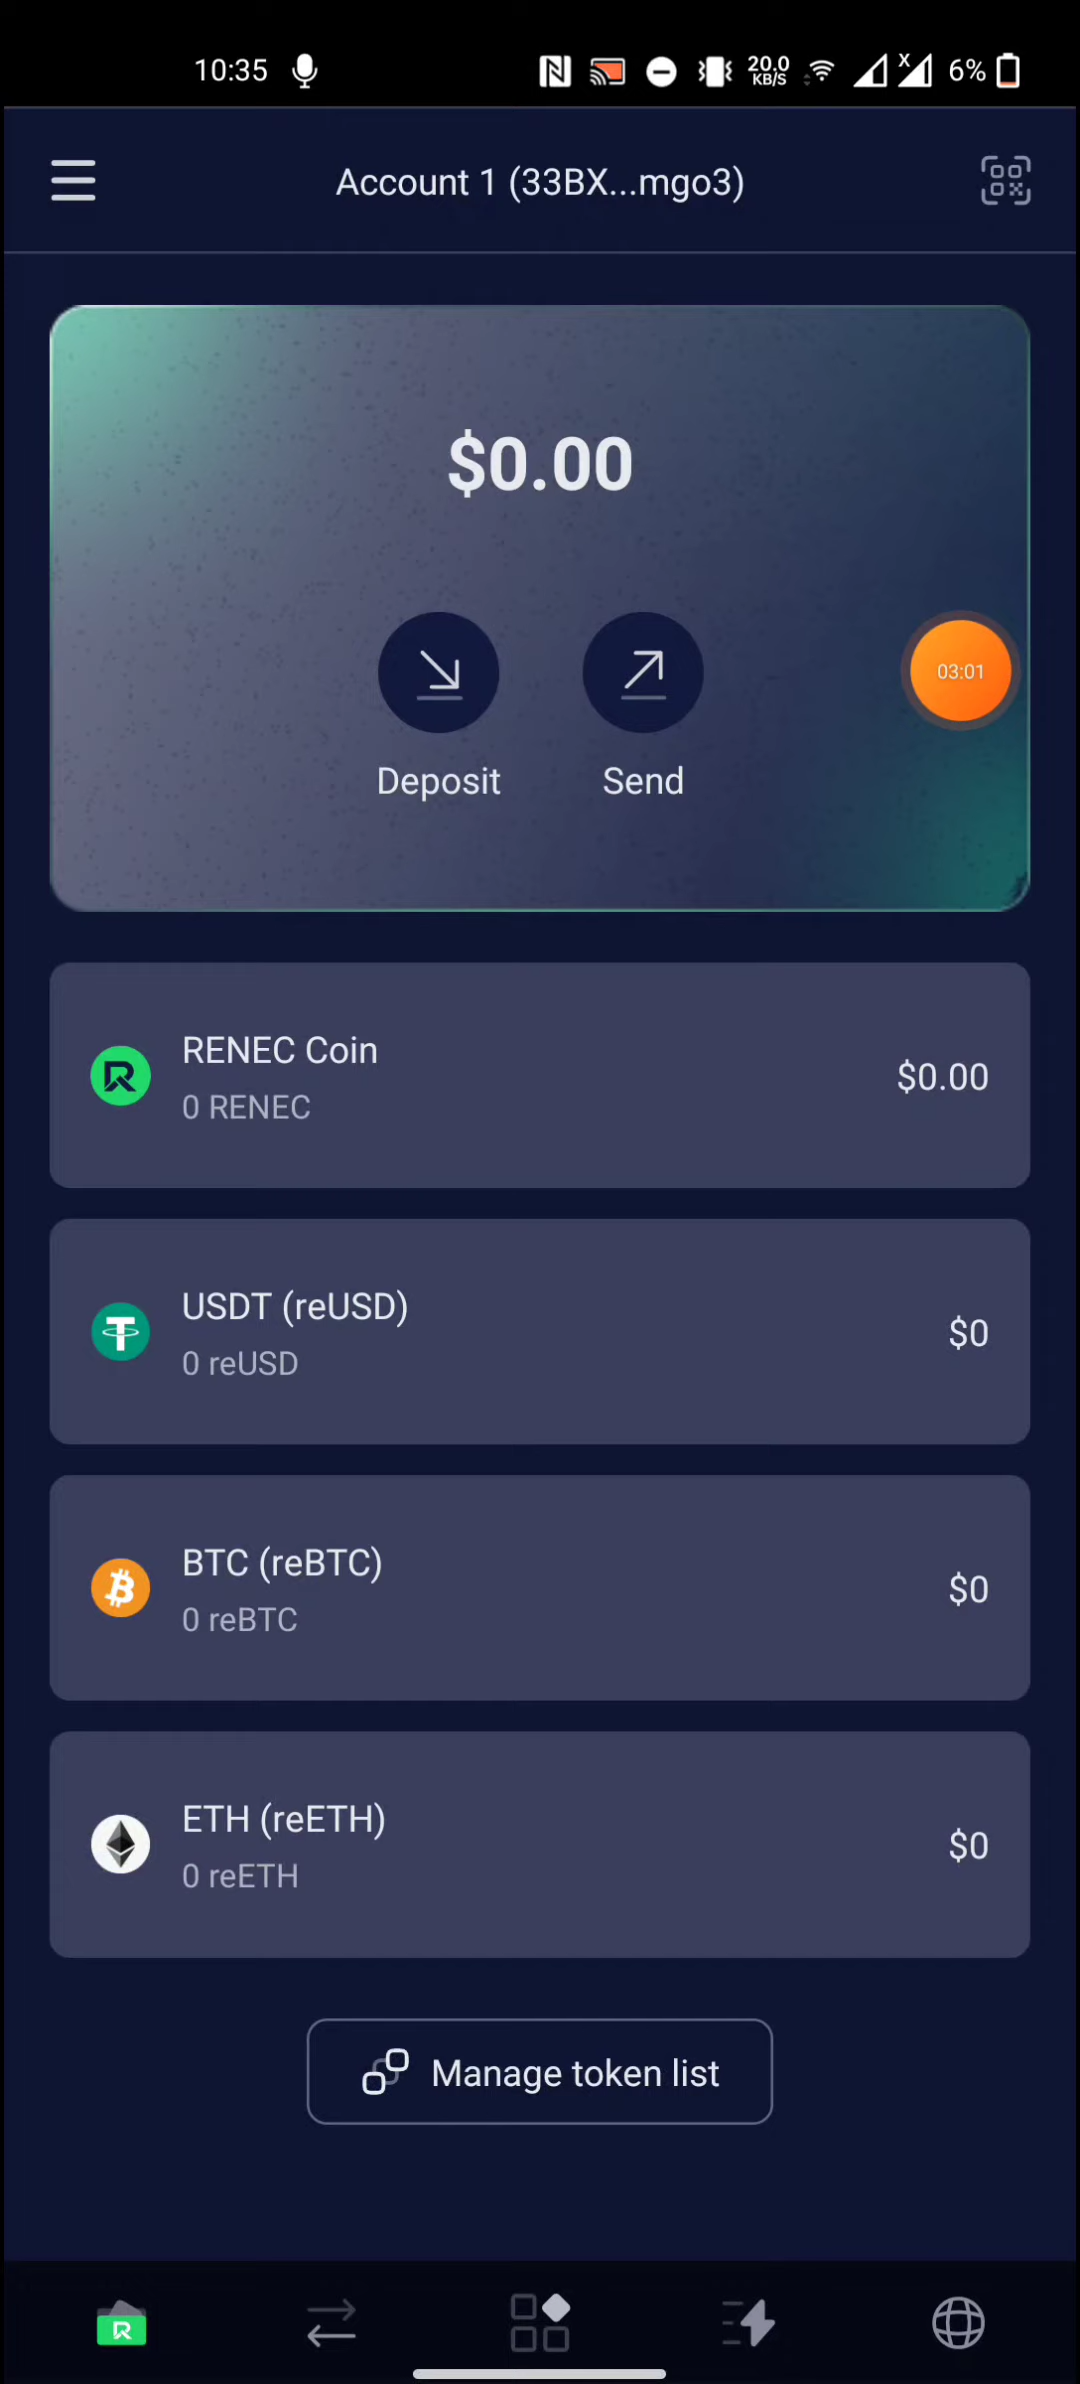 10:35 20.0 KB/S 6%
Account 1 (33BX...mgo3)
$0.00
03:01
Deposit Send
RENEC Coin
0 RENEC
$0.00
USDT (reUSD)
0 reUSD
$0
BTC (reBTC)
0 reBTC
$0
ETH (reETH)
0 reETH
$0
Manage token list